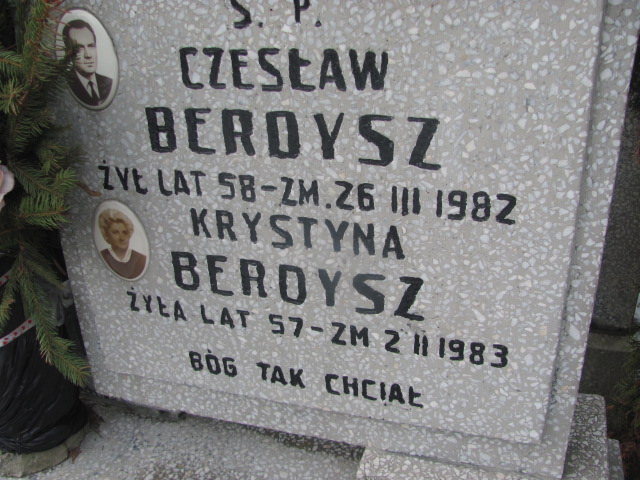 Ś. P.
CZESŁAW
BERDYSZ
ŻYŁ LAT 58-ZM. 26 III 1982
KRYSTYNA
BERDYSZ
ŻYŁA LAT 57-ZM 2 II 1983
BÓG TAK CHCIAŁ